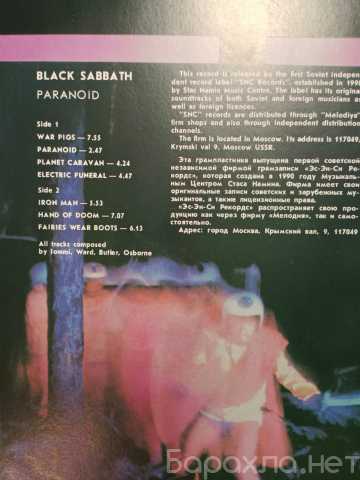 BLACK SABBATH
PARANOID
Side 1
WAR PIGS — 7.55
PARANOID — 2.47
PLANET CARAVAN — 4.24
ELECTRIC FUNERAL — 4.47
Side 2
IRON MAN — 5.53
HAND OF DOOM — 7.07
FAIRIES WEAR BOOTS — 6.13
All tracks composed
by Iommi, Ward, Butler, Osborne
This record is released by the first Soviet indepen
dent record label "SNC Records", established in 1990
by Stas Namin Music Centre. The label has its original
soundtracks of both Soviet and foreign musicians as
well as foreign licences.
"SNC" records are distributed through "Melodiya"
firm shops and also through independent distribution
channels.
The firm is located in Moscow. Its address is 117049,
Krymski val 9, Moscow USSR.
Эта грампластинка выпущена первой советской
независимой фирмой грамзаписи «Эс-Эн-Си Ре-
кордс», которая создана в 1990 году Музыкаль-
ным Центром Стаса Намина. Фирма имеет свои
оригинальные записи советских и зарубежных му-
зыкантов, а также лицензионные права.
«Эс-Эн-Си Рекордс» распространяет свою про-
дукцию как через фирму «Мелодия», так и само-
стоятельно.
Адрес: город Москва. Крымский вал, 9, 117049
Барахла.нет